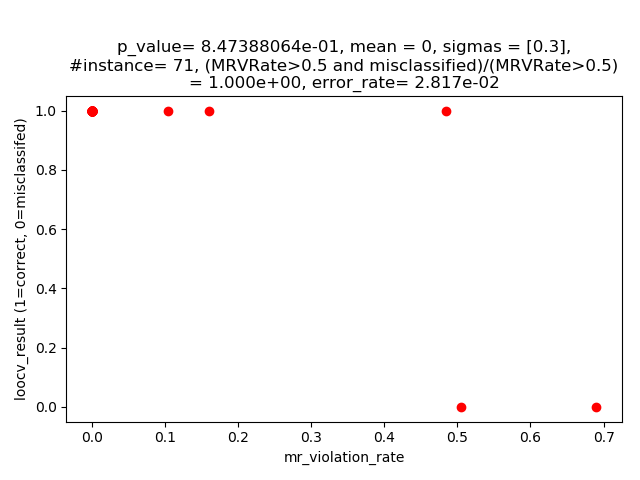 p_value= 8.47388064e-01, mean = 0, sigmas = [0.3],
#instance= 71, (MRVRate>0.5 and misclassified)/(MRVRate>0.5)
= 1.000e+00, error_rate= 2.817e-02
1.0
0.8
0.6
0.4
0.2
0.0
loocv_result (1=correct, 0=misclassifed)
0.0 0.1 0.2 0.3 0.4 0.5 0.6 0.7
mr_violation_rate